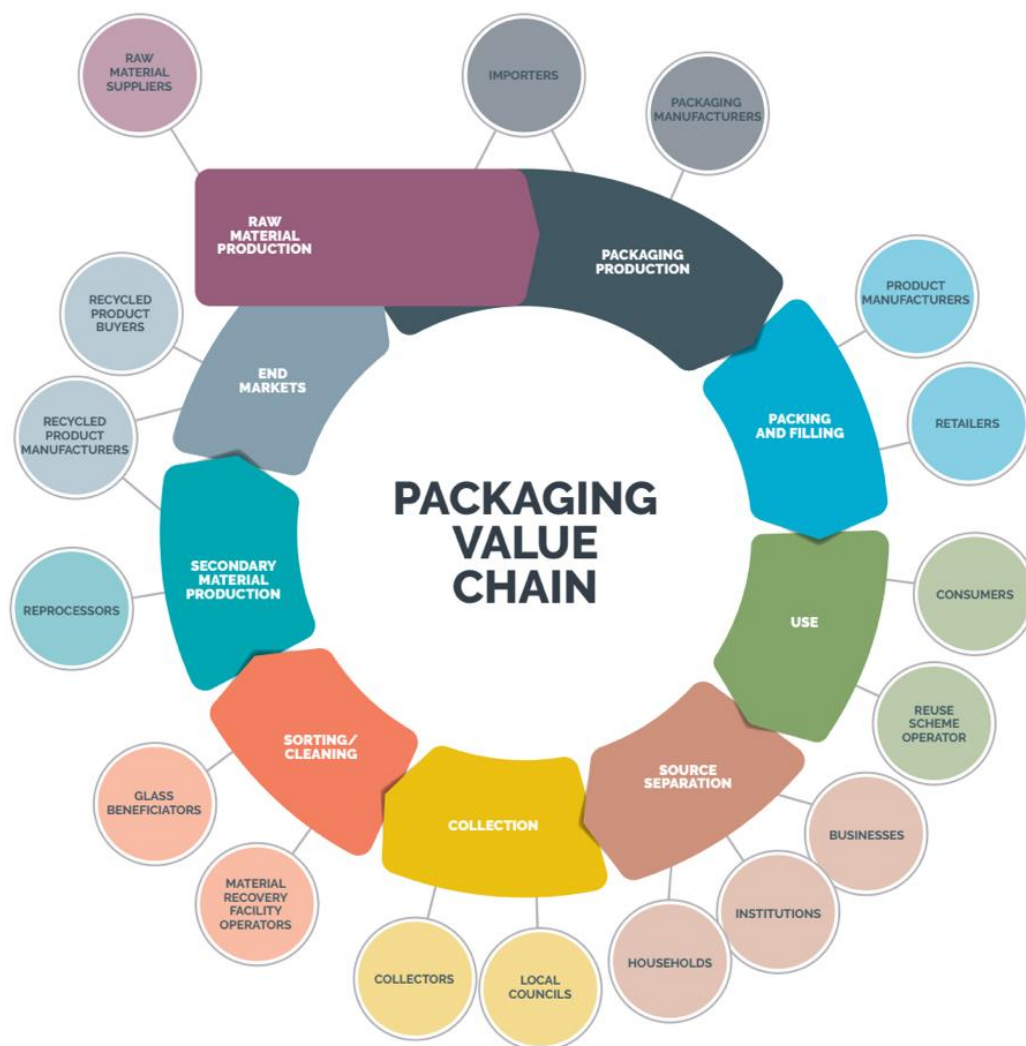 RAW
MATERIAL
SUPPLIERS
IMPORTERS
PACKAGING
MANUFACTURERS
RAW
MATERIAL
PRODUCTION
PACKAGING
PRODUCTION
RECYCLED
PRODUCT
BUYERS
PRODUCT
MANUFACTURERS
END
MARKETS
PACKING
AND FILLING
RETAILERS
RECYCLED
PRODUCT
MANUFACTURERS
PACKAGING
VALUE
CHAIN
SECONDARY
MATERIAL
PRODUCTION
REPROCESSORS
CONSUMERS
USE
REUSE
SCHEME
OPERATOR
SORTING/
CLEANING
SOURCE
SEPARATION
GLASS
BENEFICIATORS
COLLECTION
BUSINESSES
MATERIAL
RECOVERY
FACILITY
OPERATORS
INSTITUTIONS
HOUSEHOLDS
COLLECTORS
LOCAL
COUNCILS